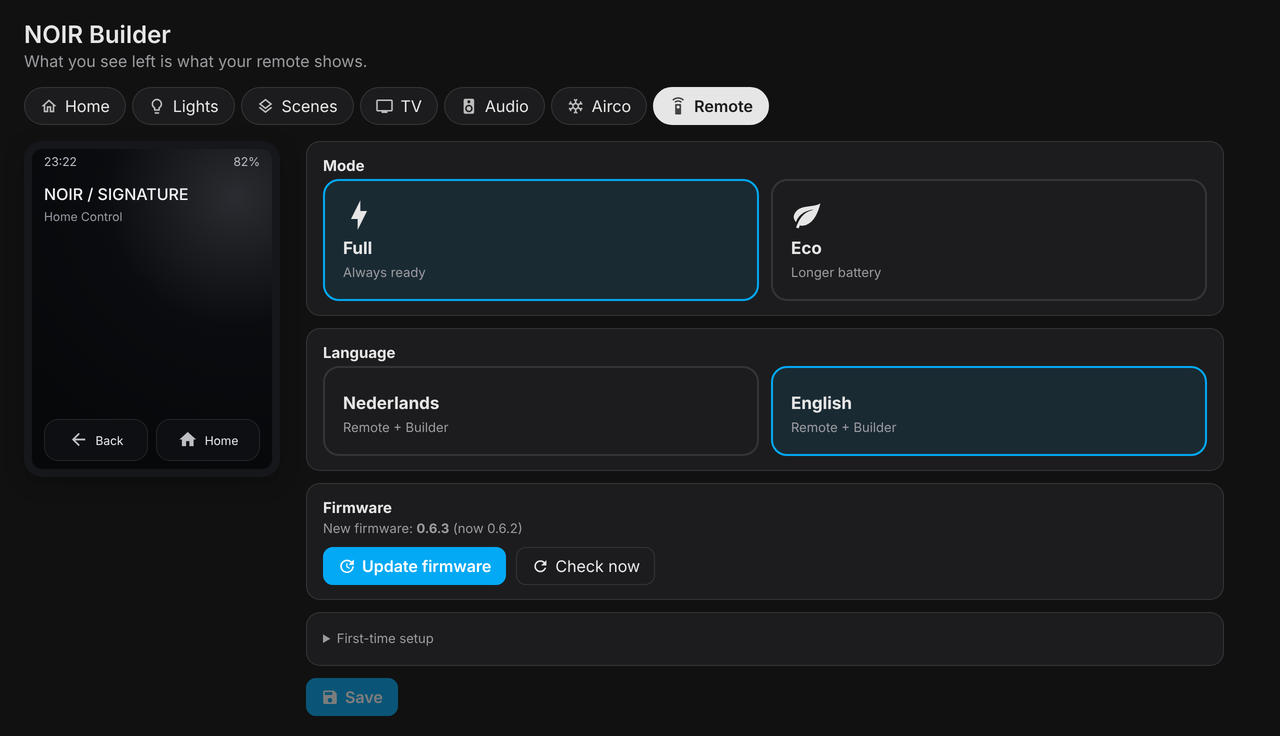 NOIR Builder
What you see left is what your remote shows.
Home Lights Scenes TV Audio Airco Remote
23:22 82%
NOIR / SIGNATURE
Home Control
Back Home
Mode
Full
Always ready
Eco
Longer battery
Language
Nederlands
Remote + Builder
English
Remote + Builder
Firmware
New firmware: 0.6.3 (now 0.6.2)
Update firmware Check now
First-time setup
Save